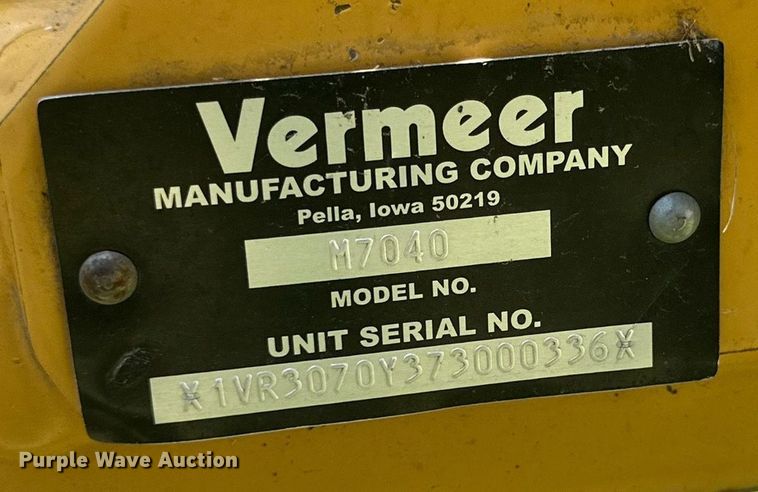 Vermeer
MANUFACTURING COMPANY
Pella, Iowa 50219
M7040
MODEL NO.
UNIT SERIAL NO.
*1VR3070Y373000336*
Purple Wave Auction